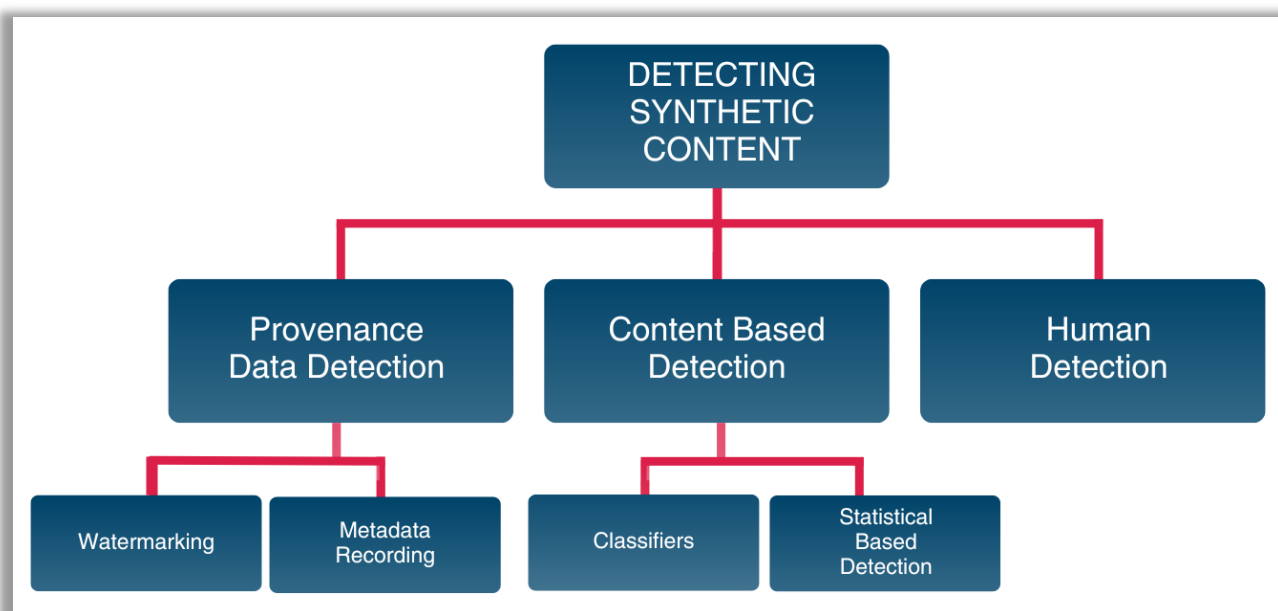 DETECTING
SYNTHETIC
CONTENT
Provenance
Data Detection
Content Based
Detection
Human
Detection
Watermarking
Metadata
Recording
Classifiers
Statistical
Based
Detection